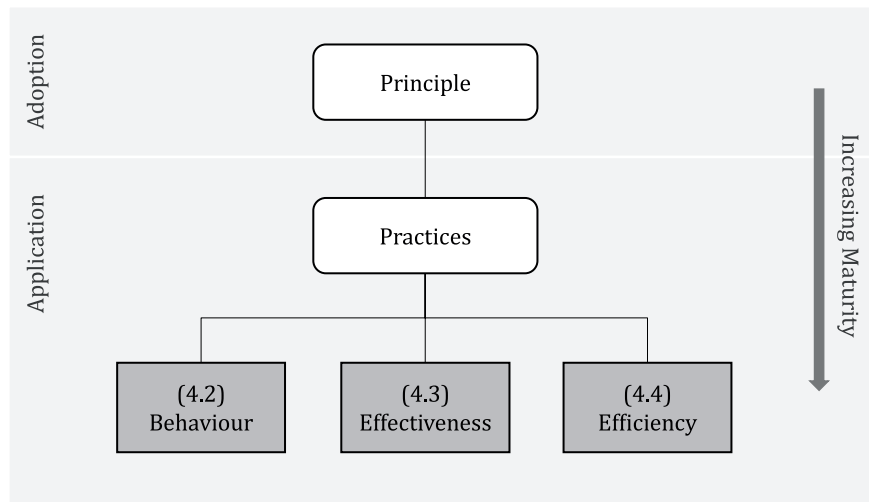 Adoption
Principle
Increasing Maturity
Application
Practices
(4.2)
Behaviour
(4.3)
Effectiveness
(4.4)
Efficiency